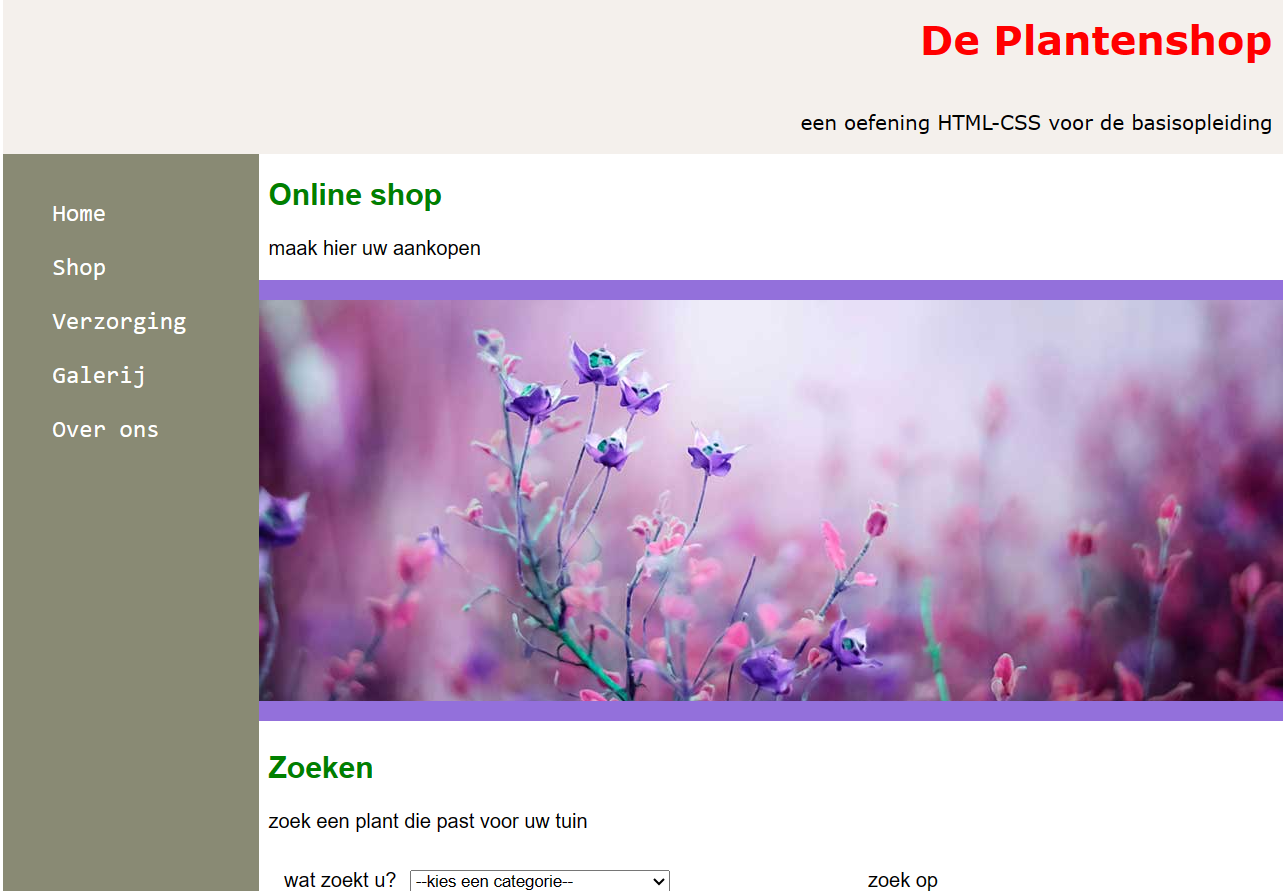 De Plantenshop
een oefening HTML-CSS voor de basisopleiding
Home
Shop
Verzorging
Galerij
Over ons
Online shop
maak hier uw aankopen
Zoeken
zoek een plant die past voor uw tuin
wat zoekt u? --kies een categorie-- zoek op